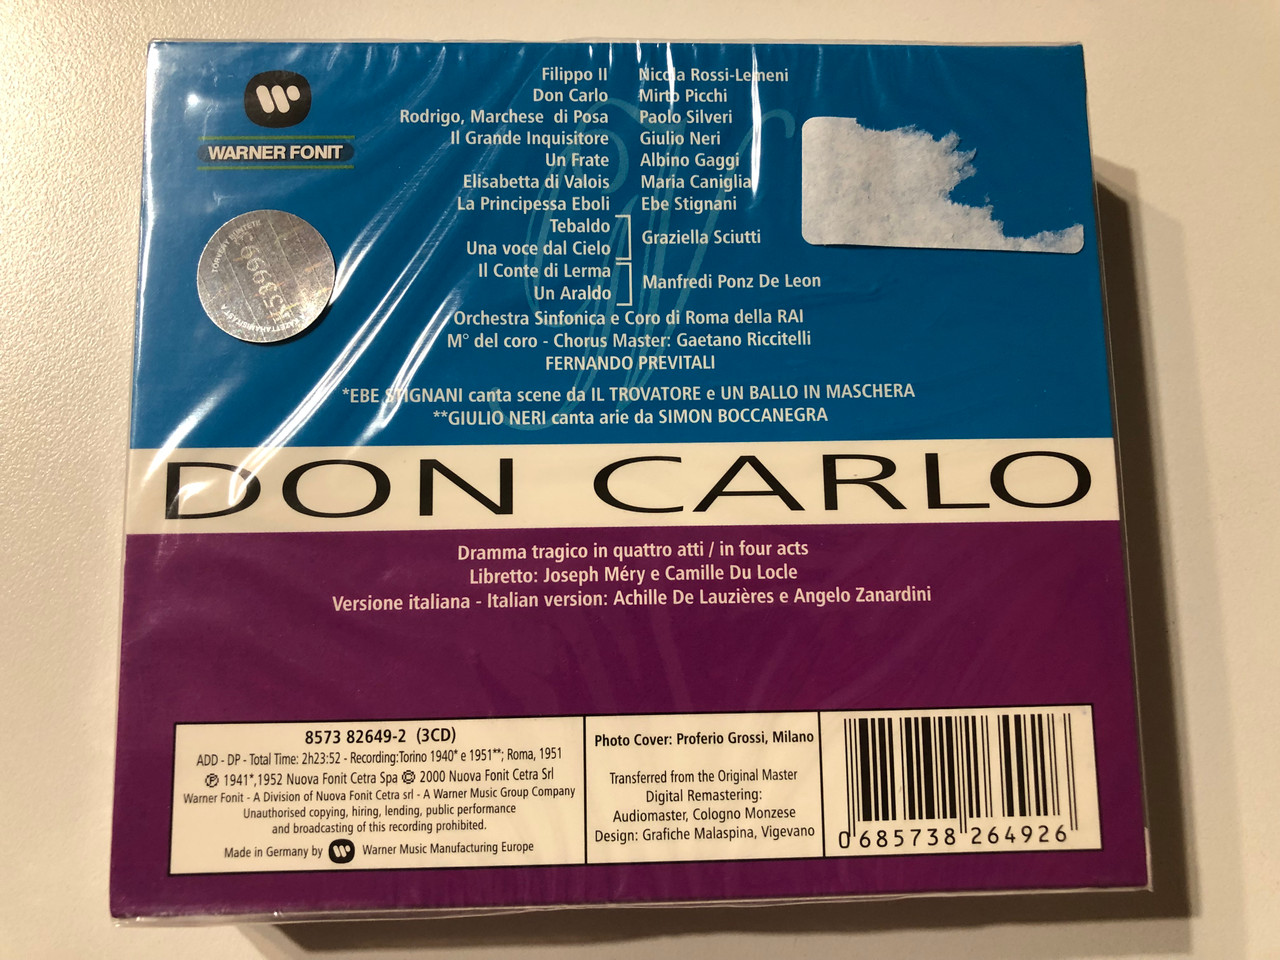 WARNER FONIT
Filippo II Nicola Rossi-Lemeni
Don Carlo Mirto Picchi
Rodrigo, Marchese di Posa Paolo Silveri
Il Grande Inquisitore Giulio Neri
Un Frate Albino Gaggi
Elisabetta di Valois Maria Caniglia
La Principessa Eboli Ebe Stignani
Tebaldo
Una voce dal Cielo Graziella Sciutti
Il Conte di Lerma
Un Araldo Manfredi Ponz De Leon
Orchestra Sinfonica e Coro di Roma della RAI
M° del coro - Chorus Master: Gaetano Riccitelli
FERNANDO PREVITALI
*EBE STIGNANI canta scene da IL TROVATORE e UN BALLO IN MASCHERA
**GIULIO NERI canta arie da SIMON BOCCANEGRA
DON CARLO
Dramma tragico in quattro atti / in four acts
Libretto: Joseph Méry e Camille Du Locle
Versione italiana - Italian version: Achille De Lauzières e Angelo Zanardini
8573 82649-2 (3CD)
ADD - DP - Total Time: 2h23:52 - Recording:Torino 1940* e 1951**; Roma, 1951
℗ 1941*,1952 Nuova Fonit Cetra Spa © 2000 Nuova Fonit Cetra Srl
Warner Fonit - A Division of Nuova Fonit Cetra srl - A Warner Music Group Company
Unauthorised copying, hiring, lending, public performance
and broadcasting of this recording prohibited.
Made in Germany by Warner Music Manufacturing Europe
Photo Cover: Proferio Grossi, Milano
Transferred from the Original Master
Digital Remastering:
Audiomaster, Cologno Monzese
Design: Grafiche Malaspina, Vigevano
0 685738 264926